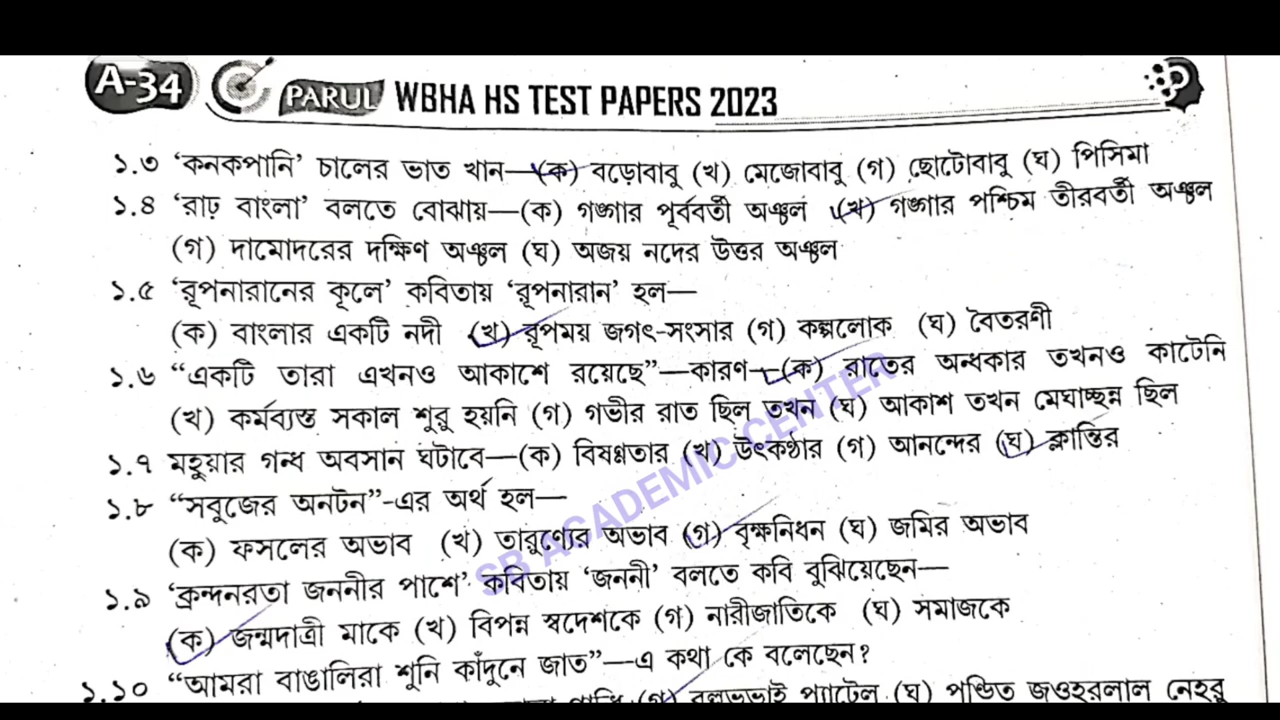 A-34 PARUL WBHA HS TEST PAPERS 2023
১.৩ ‘কনকপানি’ চালের ভাত খান—(ক) বড়োবাবু (খ) মেজোবাবু (গ) ছোটোবাবু (ঘ) পিসিমা
১.৪ ‘রাঢ় বাংলা’ বলতে বোঝায়—(ক) গঙ্গার পূর্ববর্তী অঞ্চল (খ) গঙ্গার পশ্চিম তীরবর্তী অঞ্চল
(গ) দামোদরের দক্ষিণ অঞ্চল (ঘ) অজয় নদের উত্তর অঞ্চল
১.৫ ‘রূপনারানের কূলে’ কবিতায় ‘রূপনারান’ হল—
(ক) বাংলার একটি নদী (খ) রূপময় জগৎ-সংসার (গ) কল্পলোক (ঘ) বৈতরণী
১.৬ “একটি তারা এখনও আকাশে রয়েছে”—কারণ—(ক) রাতের অন্ধকার তখনও কাটেনি
(খ) কর্মব্যস্ত সকাল শুরু হয়নি (গ) গভীর রাত ছিল তখন (ঘ) আকাশ তখন মেঘাচ্ছন্ন ছিল
১.৭ মহুয়ার গন্ধ অবসান ঘটাবে—(ক) বিষণ্ণতার (খ) উৎকণ্ঠার (গ) আনন্দের (ঘ) ক্লান্তির
১.৮ “সবুজের অনটন”-এর অর্থ হল—
(ক) ফসলের অভাব (খ) তারুণ্যের অভাব (গ) বৃক্ষনিধন (ঘ) জমির অভাব
১.৯ ‘ক্রন্দনরতা জননীর পাশে’ কবিতায় ‘জননী’ বলতে কবি বুঝিয়েছেন—
(ক) জন্মদাত্রী মাকে (খ) বিপন্ন স্বদেশকে (গ) নারীজাতিকে (ঘ) সমাজকে
১.১০ “আমরা বাঙালিরা শুনি কাঁদুনে জাত”—এ কথা কে বলেছেন?
(গ) বল্লভভাই প্যাটেল (ঘ) পণ্ডিত জওহরলাল নেহরু
SB ACADEMIC CENTER